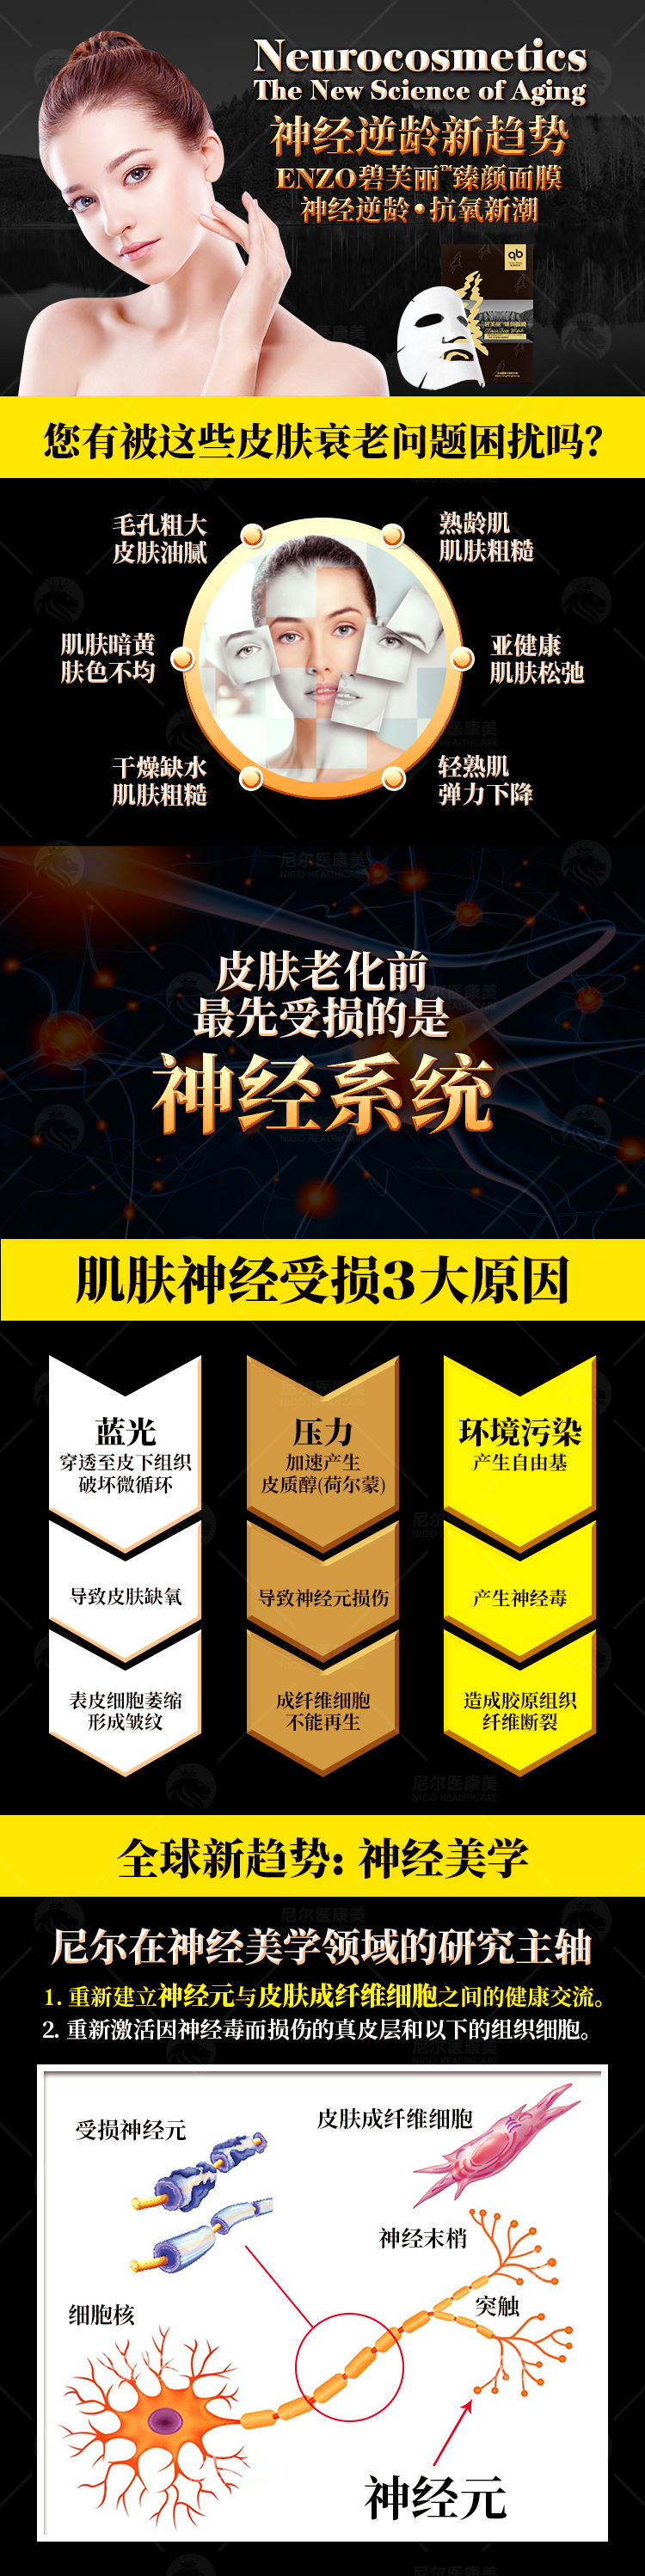 Neurocosmetics
The New Science of Aging
神经逆龄新趋势
ENZO碧芙丽™臻颜面膜
神经逆龄•抗氧新潮
您有被这些皮肤衰老问题困扰吗?
毛孔粗大
皮肤油腻
熟龄肌
肌肤粗糙
肌肤暗黄
肤色不均
亚健康
肌肤松弛
干燥缺水
肌肤粗糙
轻熟肌
弹力下降
皮肤老化前
最先受损的是
神经系统
肌肤神经受损3大原因
蓝光
穿透至皮下组织
破坏微循环
导致皮肤缺氧
表皮细胞萎缩
形成皱纹
压力
加速产生
皮质醇(荷尔蒙)
导致神经元损伤
成纤维细胞
不能再生
环境污染
产生自由基
产生神经毒
造成胶原组织
纤维断裂
全球新趋势: 神经美学
尼尔在神经美学领域的研究主轴
1. 重新建立神经元与皮肤成纤维细胞之间的健康交流。
2. 重新激活因神经毒而损伤的真皮层和以下的组织细胞。
受损神经元
皮肤成纤维细胞
神经末梢
突触
细胞核
神经元
尼尔医康美
NICO HEALTHCARE